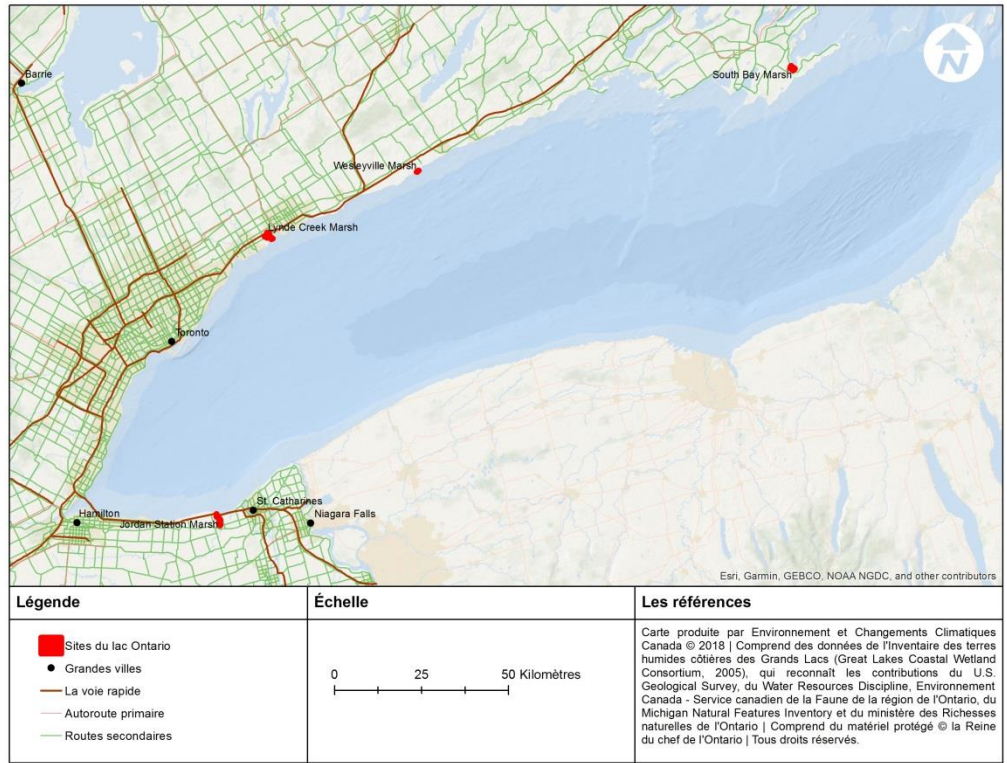 Barrie
South Bay Marsh
N
Wesleyville Marsh
Lynde Creek Marsh
Toronto
St. Catharines
Hamilton
Niagara Falls
Jordan Station Marsh
Esri, Garmin, GEBCO, NOAA NGDC, and other contributors
Légende
Sites du lac Ontario
Grandes villes
La voie rapide
Autoroute primaire
Routes secondaires
Échelle
0 25 50 Kilomètres
Les références
Carte produite par Environnement et Changements Climatiques
Canada © 2018 | Comprend des données de l'Inventaire des terres
humides côtières des Grands Lacs (Great Lakes Coastal Wetland
Consortium, 2005), qui reconnaît les contributions du U.S.
Geological Survey, du Water Resources Discipline, Environnement
Canada - Service canadien de la Faune de la région de l'Ontario, du
Michigan Natural Features Inventory et du ministère des Richesses
naturelles de l'Ontario | Comprend du matériel protégé © la Reine
du chef de l'Ontario | Tous droits réservés.